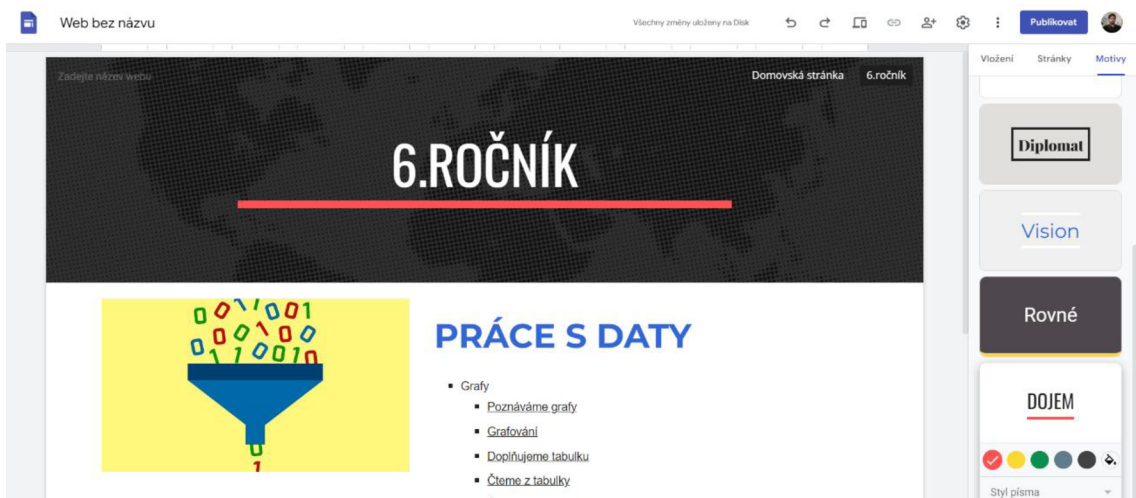 Web bez názvu
Všechny změny uloženy na Disk
Publikovat
Vložení Stránky Motivy
Zadejte název webu
Domovská stránka 6.ročník
6.ROČNÍK
PRÁCE S DATY
Grafy
Poznáváme grafy
Grafování
Doplňujeme tabulku
Čteme z tabulky
Diplomat
Vision
Rovné
DOJEM
Styl písma